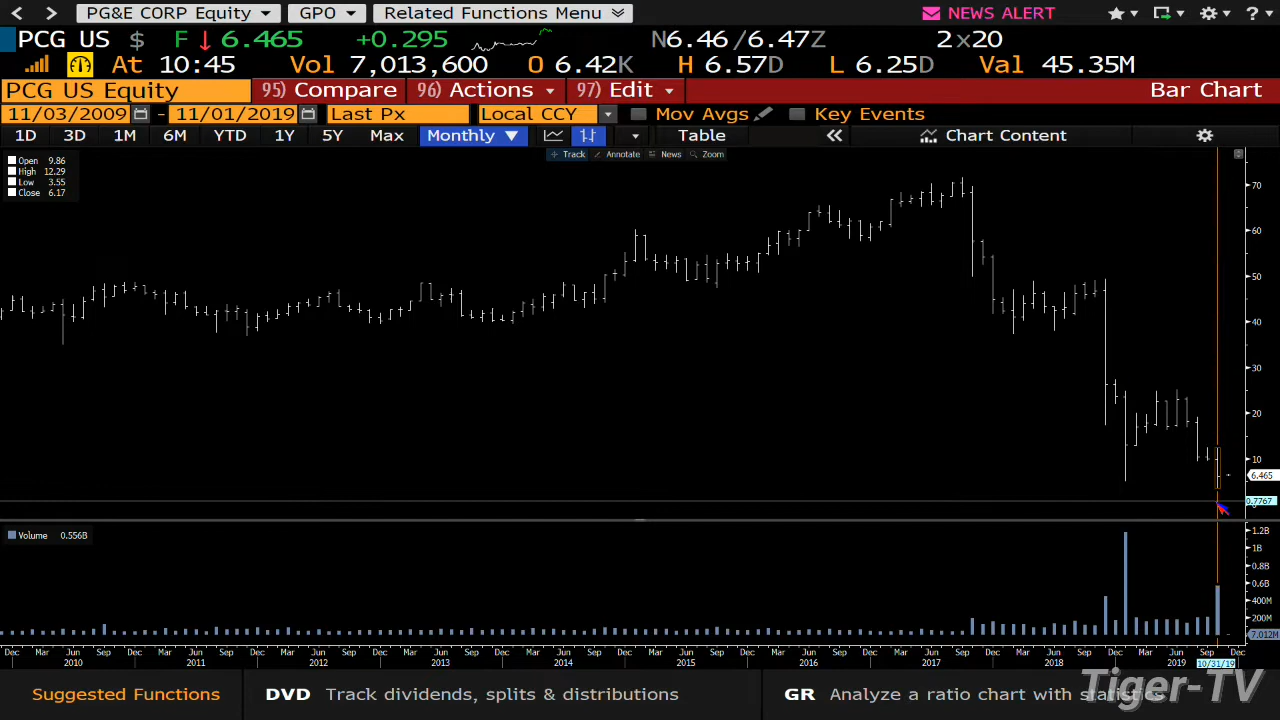 PG&E CORP Equity GPO Related Functions Menu NEWS ALERT
PCG US $ F ↓ 6.465 +0.295 N6.46/6.47Z 2x20
At 10:45 Vol 7,013,600 O 6.42K H 6.57D L 6.25D Val 45.35M
PCG US Equity 95) Compare 96) Actions 97) Edit Bar Chart
11/03/2009 - 11/01/2019 Last Px Local CCY Mov Avgs Key Events
1D 3D 1M 6M YTD 1Y 5Y Max Monthly ▼ Table « Chart Content
Track Annotate News Zoom
Open 9.86
High 12.29
Low 3.55
Close 6.17
70
60
50
40
30
20
10
6.465
0.7767
Volume 0.556B
1.2B
1B
0.8B
0.6B
400M
200M
7.012M
Dec Mar Jun Sep Dec Mar Jun Sep Dec Mar Jun Sep Dec Mar Jun Sep Dec Mar Jun Sep Dec Mar Jun Sep Dec Mar Jun Sep Dec Mar Jun Sep Dec Mar Jun Sep Dec Mar Jun Sep Dec
2010 2011 2012 2013 2014 2015 2016 2017 2018 2019 10/31/19
Suggested Functions DVD Track dividends, splits & distributions GR Analyze a ratio chart with statistics
Tiger-TV